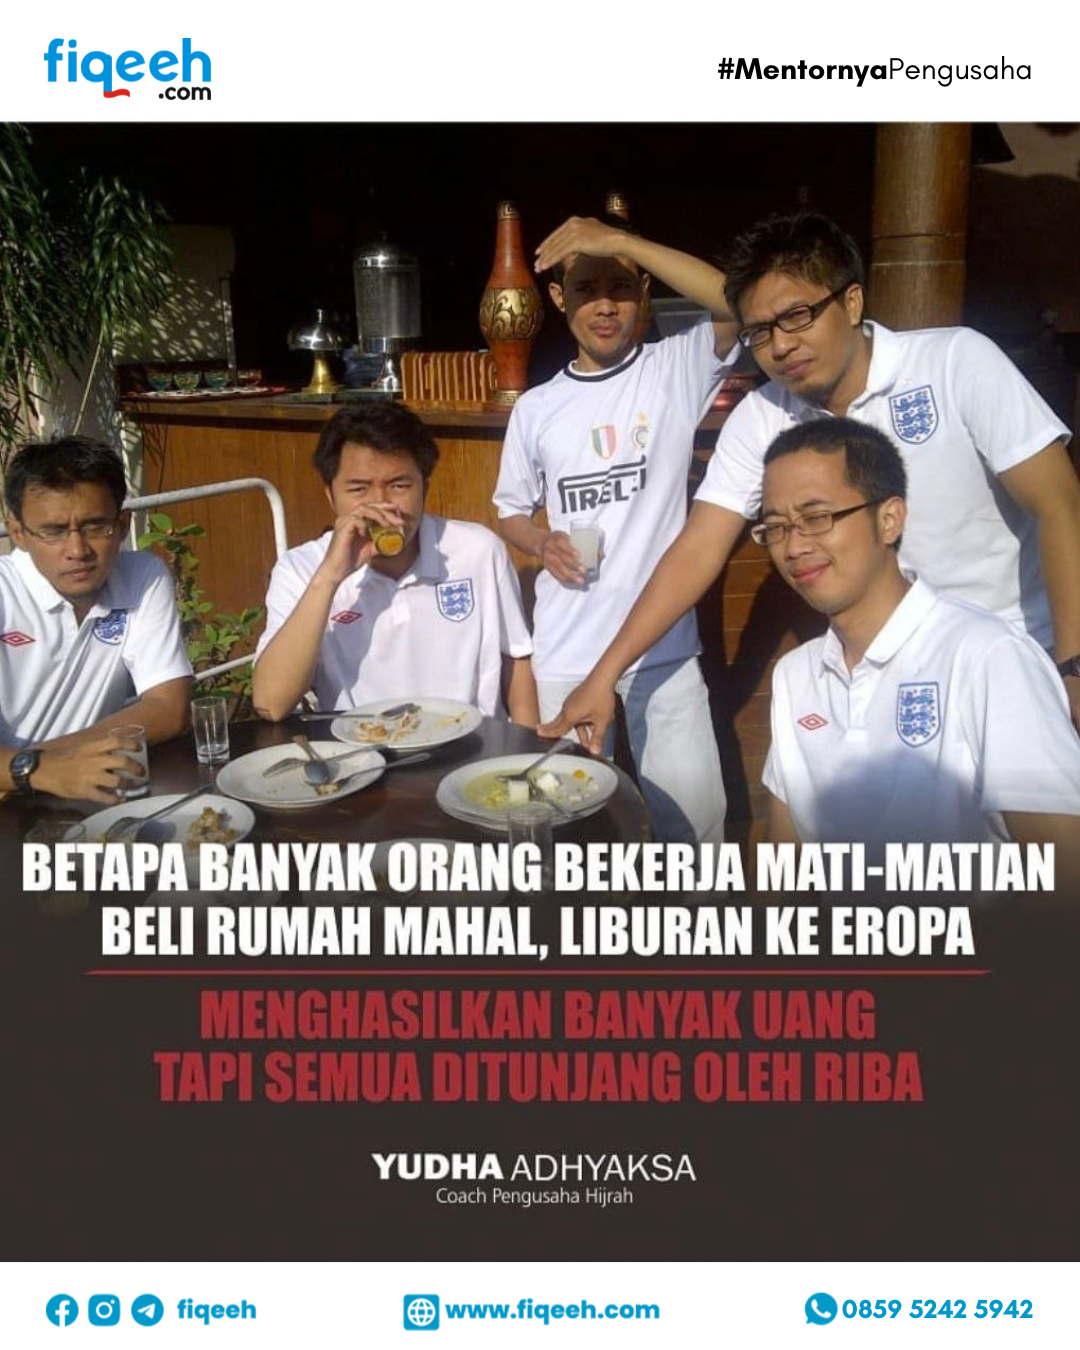 fiqeeh
.com
#MentornyaPengusaha
IREL
BETAPA BANYAK ORANG BEKERJA MATI-MATIAN
BELI RUMAH MAHAL, LIBURAN KE EROPA
MENGHASILKAN BANYAK UANG
TAPI SEMUA DITUNJANG OLEH RIBA
YUDHA ADHYAKSA
Coach Pengusaha Hijrah
fiqeeh
www.fiqeeh.com
0859 5242 5942